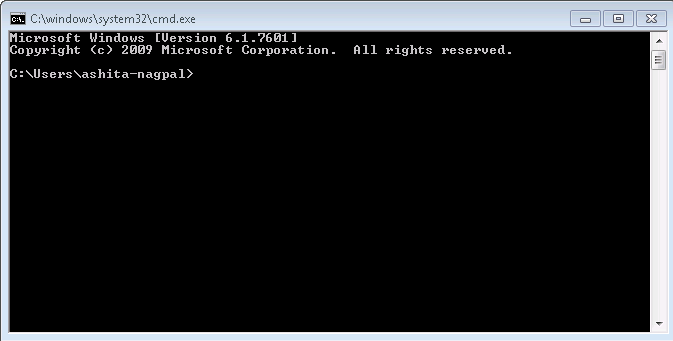 C:\windows\system32\cmd.exe
Microsoft Windows [Version 6.1.7601]
Copyright (c) 2009 Microsoft Corporation.  All rights reserved.
C:\Users\ashita-nagpal>